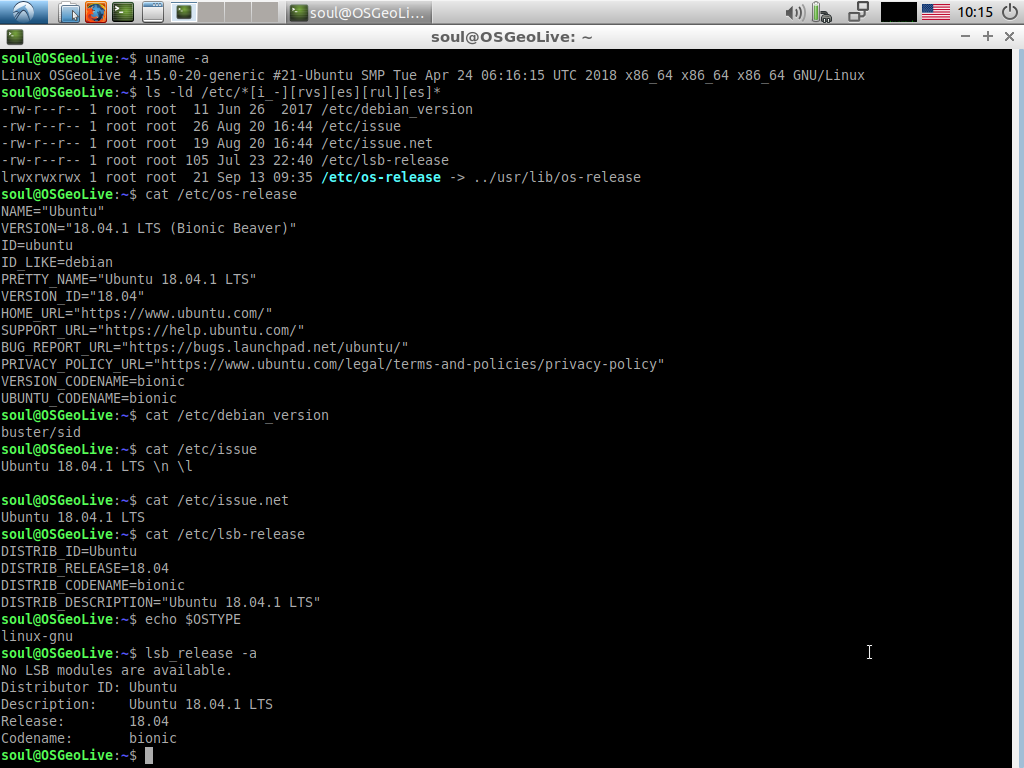 soul@OSGeoLi...
10:15
soul@OSGeoLive: ~
soul@OSGeoLive:~$ uname -a
Linux OSGeoLive 4.15.0-20-generic #21-Ubuntu SMP Tue Apr 24 06:16:15 UTC 2018 x86_64 x86_64 x86_64 GNU/Linux
soul@OSGeoLive:~$ ls -ld /etc/*[i_-][rvs][es][rul][es]*
-rw-r--r-- 1 root root  11 Jun 26  2017 /etc/debian_version
-rw-r--r-- 1 root root  26 Aug 20 16:44 /etc/issue
-rw-r--r-- 1 root root  19 Aug 20 16:44 /etc/issue.net
-rw-r--r-- 1 root root 105 Jul 23 22:40 /etc/lsb-release
lrwxrwxrwx 1 root root  21 Sep 13 09:35 /etc/os-release -> ../usr/lib/os-release
soul@OSGeoLive:~$ cat /etc/os-release
NAME="Ubuntu"
VERSION="18.04.1 LTS (Bionic Beaver)"
ID=ubuntu
ID_LIKE=debian
PRETTY_NAME="Ubuntu 18.04.1 LTS"
VERSION_ID="18.04"
HOME_URL="https://www.ubuntu.com/"
SUPPORT_URL="https://help.ubuntu.com/"
BUG_REPORT_URL="https://bugs.launchpad.net/ubuntu/"
PRIVACY_POLICY_URL="https://www.ubuntu.com/legal/terms-and-policies/privacy-policy"
VERSION_CODENAME=bionic
UBUNTU_CODENAME=bionic
soul@OSGeoLive:~$ cat /etc/debian_version
buster/sid
soul@OSGeoLive:~$ cat /etc/issue
Ubuntu 18.04.1 LTS \n \l
soul@OSGeoLive:~$ cat /etc/issue.net
Ubuntu 18.04.1 LTS
soul@OSGeoLive:~$ cat /etc/lsb-release
DISTRIB_ID=Ubuntu
DISTRIB_RELEASE=18.04
DISTRIB_CODENAME=bionic
DISTRIB_DESCRIPTION="Ubuntu 18.04.1 LTS"
soul@OSGeoLive:~$ echo $OSTYPE
linux-gnu
soul@OSGeoLive:~$ lsb_release -a
No LSB modules are available.
Distributor ID: Ubuntu
Description:    Ubuntu 18.04.1 LTS
Release:        18.04
Codename:       bionic
soul@OSGeoLive:~$